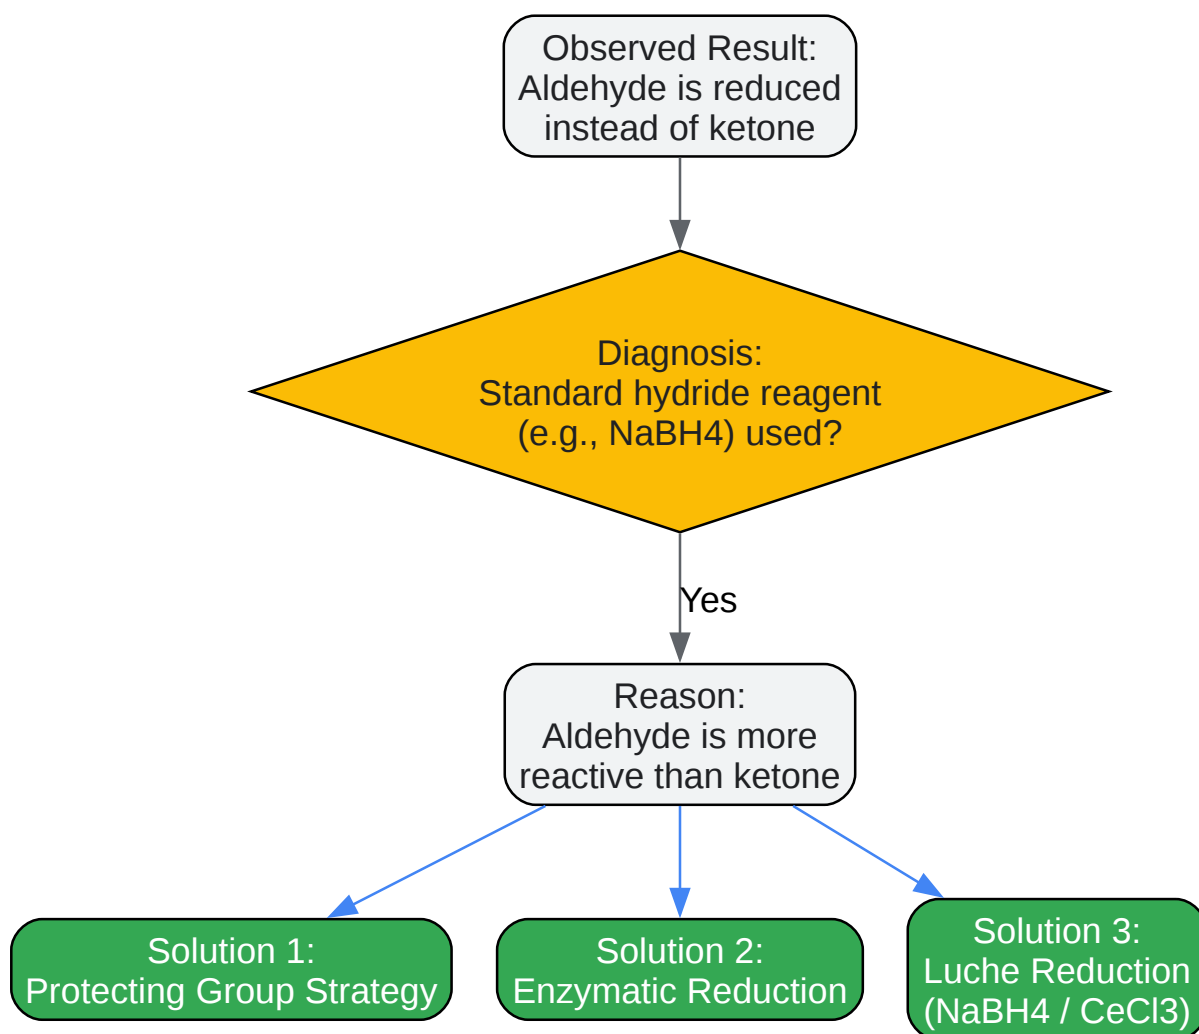 Observed Result:
Aldehyde is reduced
instead of ketone
Diagnosis:
Standard hydride reagent
(e.g., NaBH4) used?
Yes
Reason:
Aldehyde is more
reactive than ketone
Solution 1:
Protecting Group Strategy
Solution 2:
Enzymatic Reduction
Solution 3:
Luche Reduction
(NaBH4 / CeCl3)